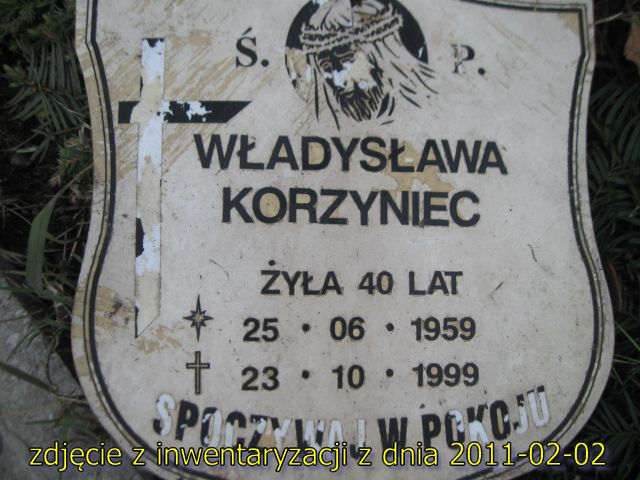 Ś. P.
WŁADYSŁAWA
KORZYNIEC
ŻYŁA 40 LAT
25 • 06 • 1959
23 • 10 • 1999
SPOCZYWAJ W POKOJU
zdjęcie z inwentaryzacji z dnia 2011-02-02